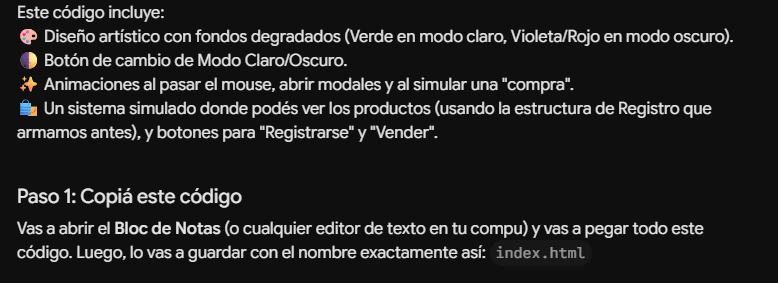 Este código incluye:
🎨 Diseño artístico con fondos degradados (Verde en modo claro, Violeta/Rojo en modo oscuro).
🌓 Botón de cambio de Modo Claro/Oscuro.
✨ Animaciones al pasar el mouse, abrir modales y al simular una "compra".
🛍️ Un sistema simulado donde podés ver los productos (usando la estructura de Registro que
armamos antes), y botones para "Registrarse" y "Vender".
Paso 1: Copiá este código
Vas a abrir el Bloc de Notas (o cualquier editor de texto en tu compu) y vas a pegar todo este
código. Luego, lo vas a guardar con el nombre exactamente así: index.html